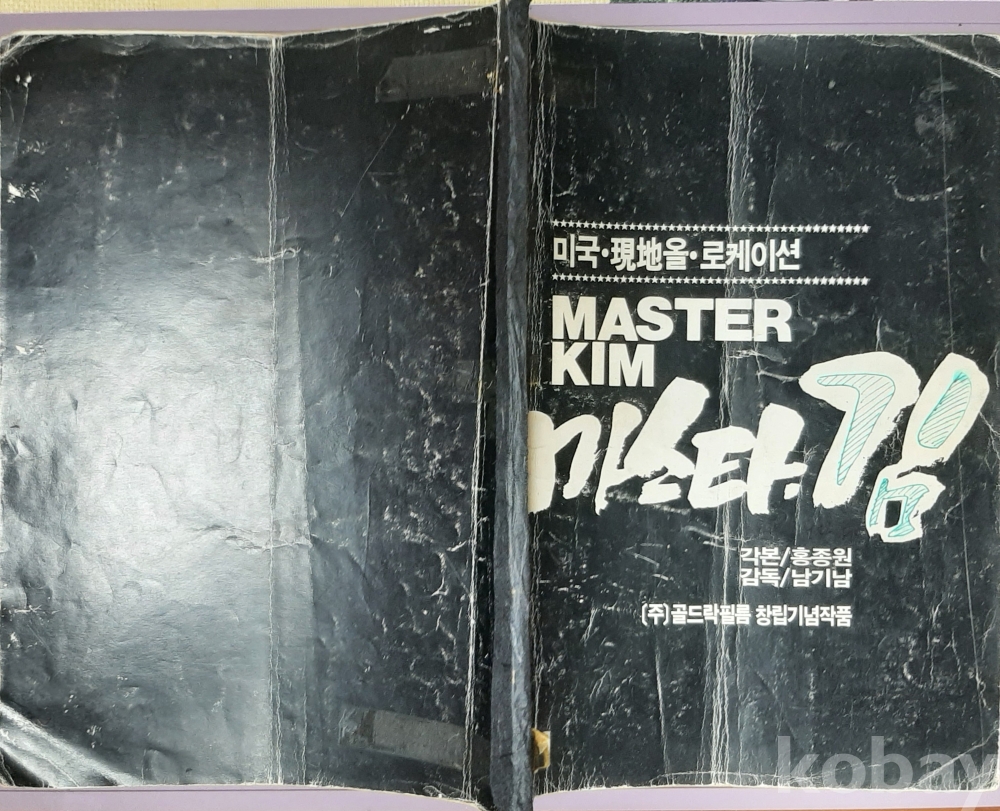 미국·現地올·로케이션
MASTER
KIM
마스타.김
각본/홍종원
감독/남기남
(주)골드락필름 창립기념작품
kobay